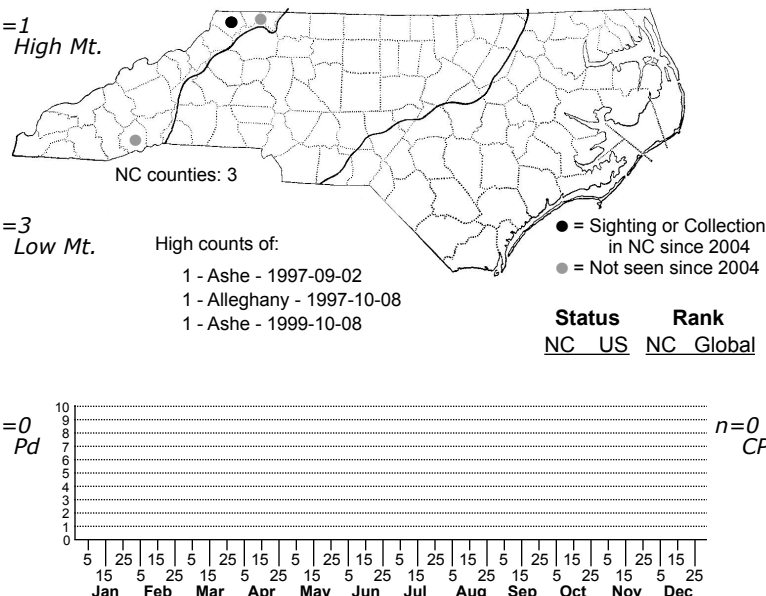 =1
High Mt.
NC counties: 3
=3
Low Mt.
High counts of:
1 - Ashe - 1997-09-02
1 - Alleghany - 1997-10-08
1 - Ashe - 1999-10-08
● = Sighting or Collection
in NC since 2004
● = Not seen since 2004
Status Rank
NC US NC Global
=0
Pd
10
9
8
7
6
5
4
3
2
1
0
n=0
CP
5 25 15 5 25 15 5 25 15 5 25 15 5 25 15 5 25 15
15 5 25 15 5 25 15 5 25 15 5 25 15 5 25 15 5 25
Jan Feb Mar Apr May Jun Jul Aug Sep Oct Nov Dec